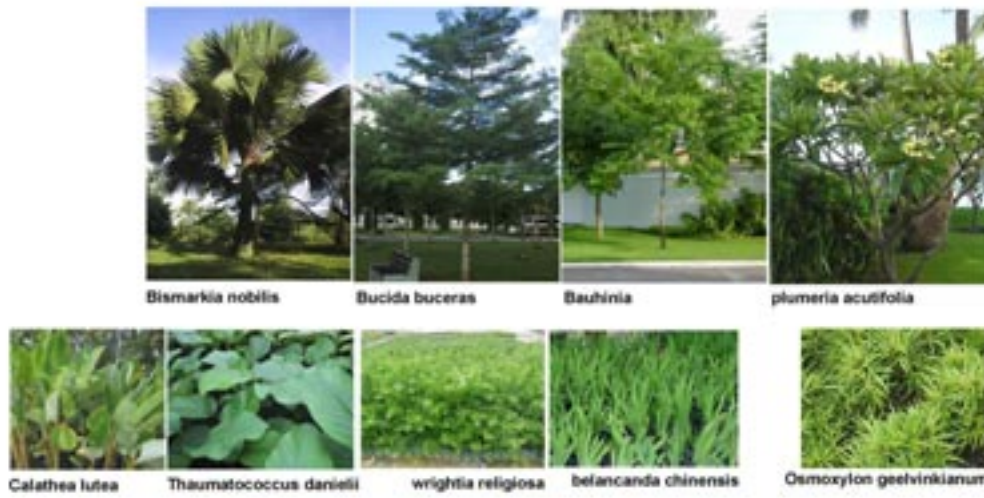 Bismarkia nobilis
Bucida buceras
Bauhinia
plumeria acutifolia
Calathea lutea
Thaumatococcus danielii
wrightia religiosa
belancanda chinensis
Osmoxylon geelvinkianum